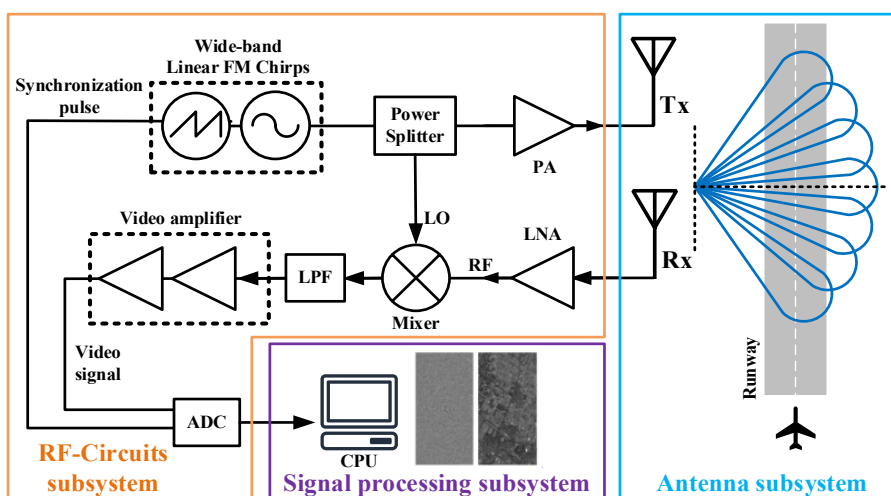 Wide-band
Linear FM Chirps
Synchronization
pulse
Power
Splitter
PA
Tx
LO
Video amplifier
LNA
RF
LPF
Mixer
Rx
Video
signal
ADC
CPU
Runway
RF-Circuits
subsystem
Signal processing subsystem
Antenna subsystem